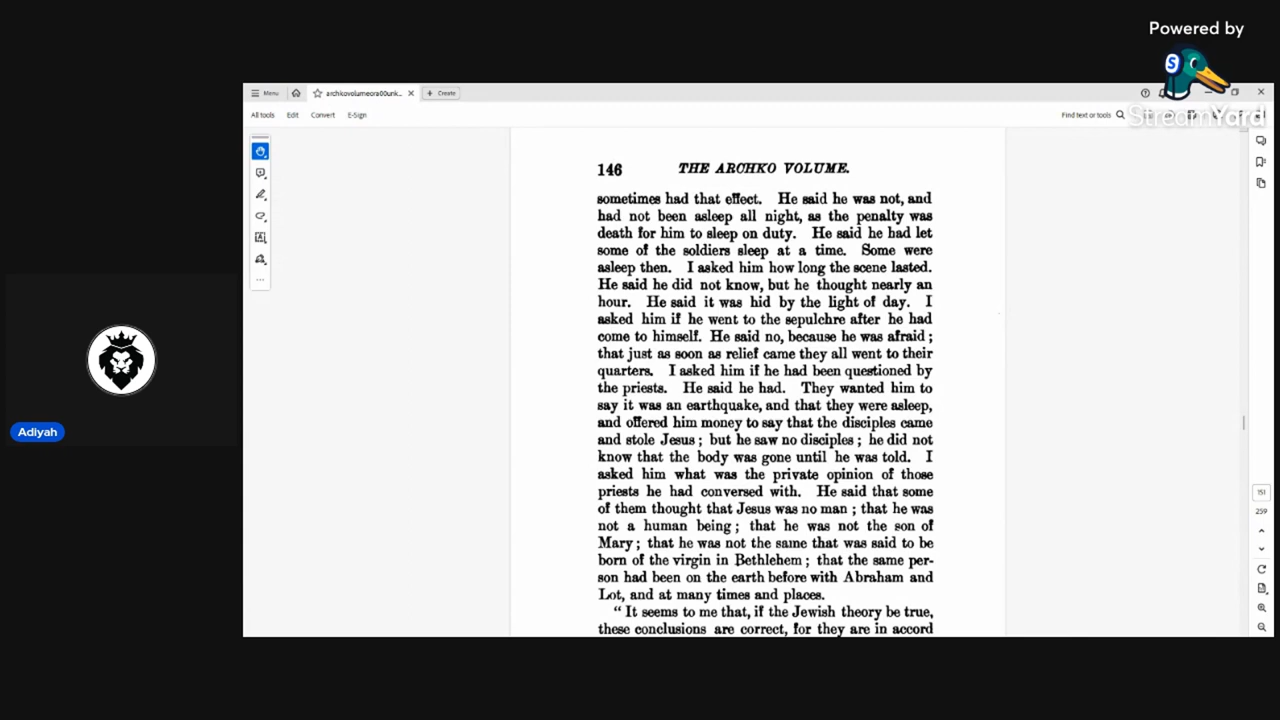 Powered by
StreamYard
Menu
archkovolumeora00unk...
Create
All tools
Edit
Convert
E-Sign
Find text or tools
146 THE ARCHKO VOLUME.
sometimes had that effect. He said he was not, and
had not been asleep all night, as the penalty was
death for him to sleep on duty. He said he had let
some of the soldiers sleep at a time. Some were
asleep then. I asked him how long the scene lasted.
He said he did not know, but he thought nearly an
hour. He said it was hid by the light of day. I
asked him if he went to the sepulchre after he had
come to himself. He said no, because he was afraid;
that just as soon as relief came they all went to their
quarters. I asked him if he had been questioned by
the priests. He said he had. They wanted him to
say it was an earthquake, and that they were asleep,
and offered him money to say that the disciples came
and stole Jesus; but he saw no disciples; he did not
know that the body was gone until he was told. I
asked him what was the private opinion of those
priests he had conversed with. He said that some
of them thought that Jesus was no man; that he was
not a human being; that he was not the son of
Mary; that he was not the same that was said to be
born of the virgin in Bethlehem; that the same per-
son had been on the earth before with Abraham and
Lot, and at many times and places.
"It seems to me that, if the Jewish theory be true,
these conclusions are correct, for they are in accord
151
259
Adiyah